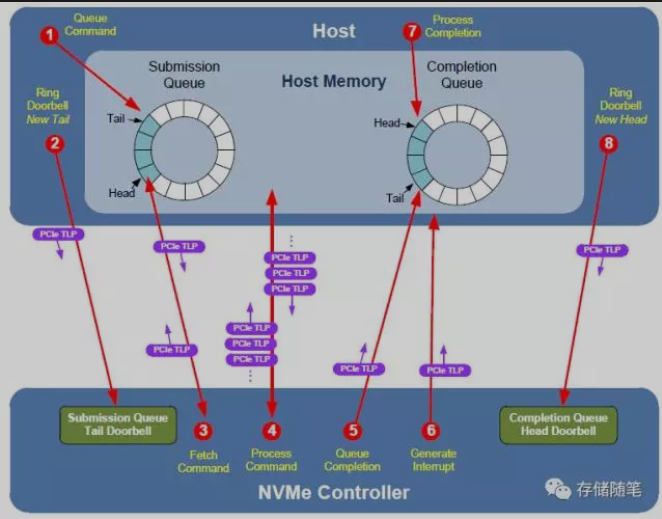 Host
1
Queue
Command
7
Process
Completion
Submission
Queue
Host Memory
Completion
Queue
Ring
Doorbell
New Tail
2
Tail
Head
Head
Tail
Ring
Doorbell
New Head
8
PCIe TLP
PCIe TLP
PCIe TLP
PCIe TLP
PCIe TLP
PCIe TLP
PCIe TLP
PCIe TLP
PCIe TLP
PCIe TLP
PCIe TLP
PCIe TLP
Submission Queue
Tail Doorbell
3
Fetch
Command
4
Process
Command
5
Queue
Completion
6
Generate
Interrupt
Completion Queue
Head Doorbell
NVMe Controller
存储随笔